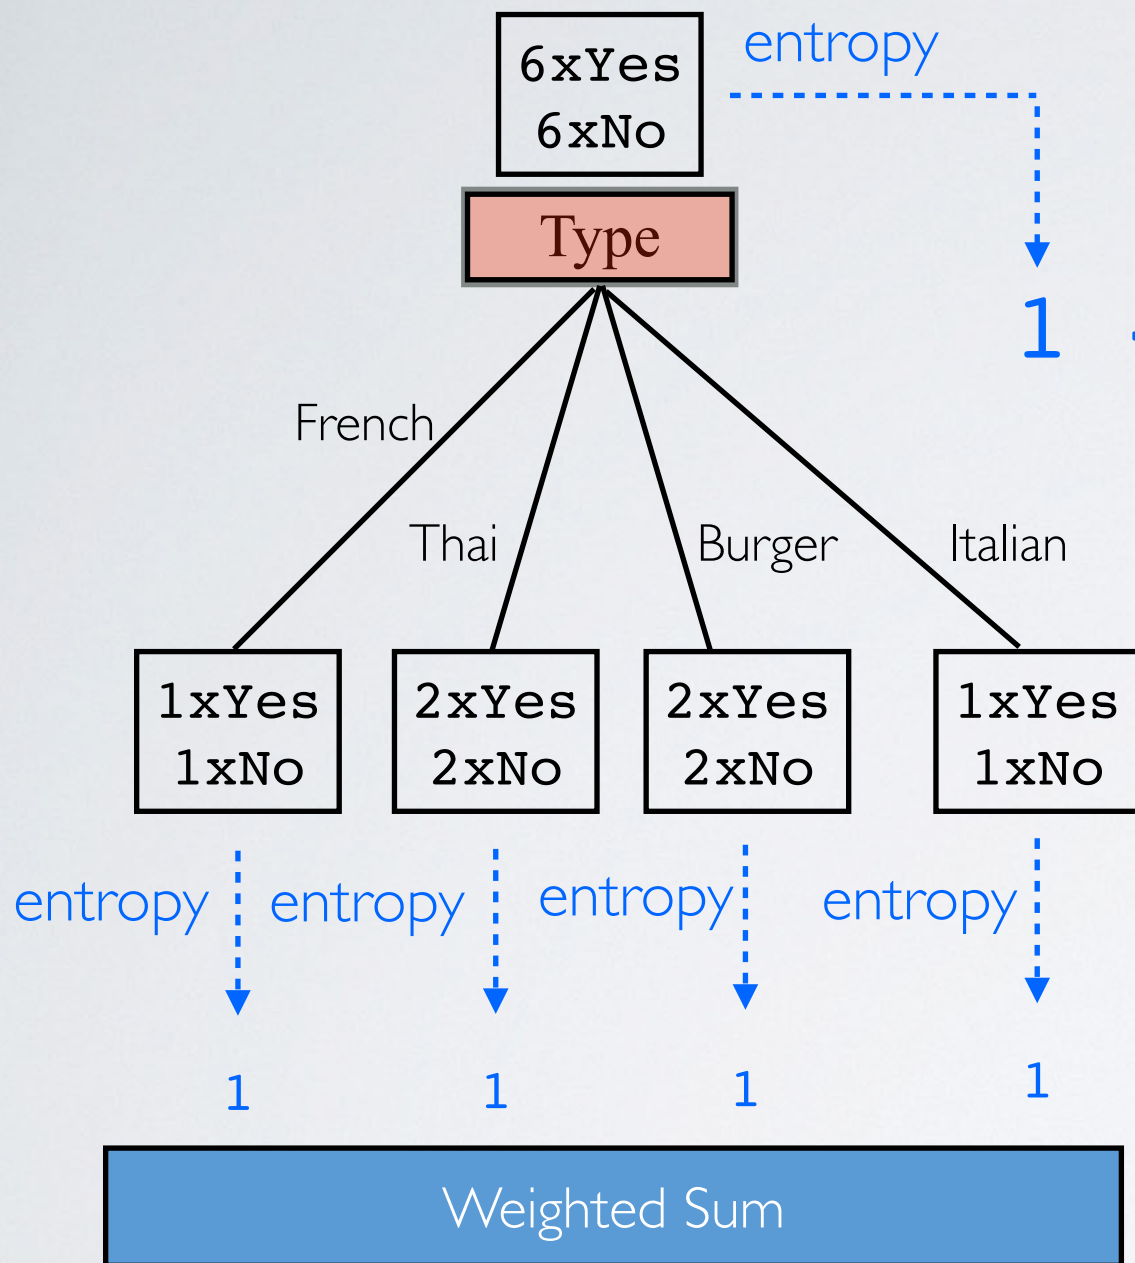 6xYes
6xNo
entropy
Type
1
French
Thai
Burger
Italian
1xYes
1xNo
2xYes
2xNo
2xYes
2xNo
1xYes
1xNo
entropy
entropy
entropy
entropy
1
1
1
1
Weighted Sum